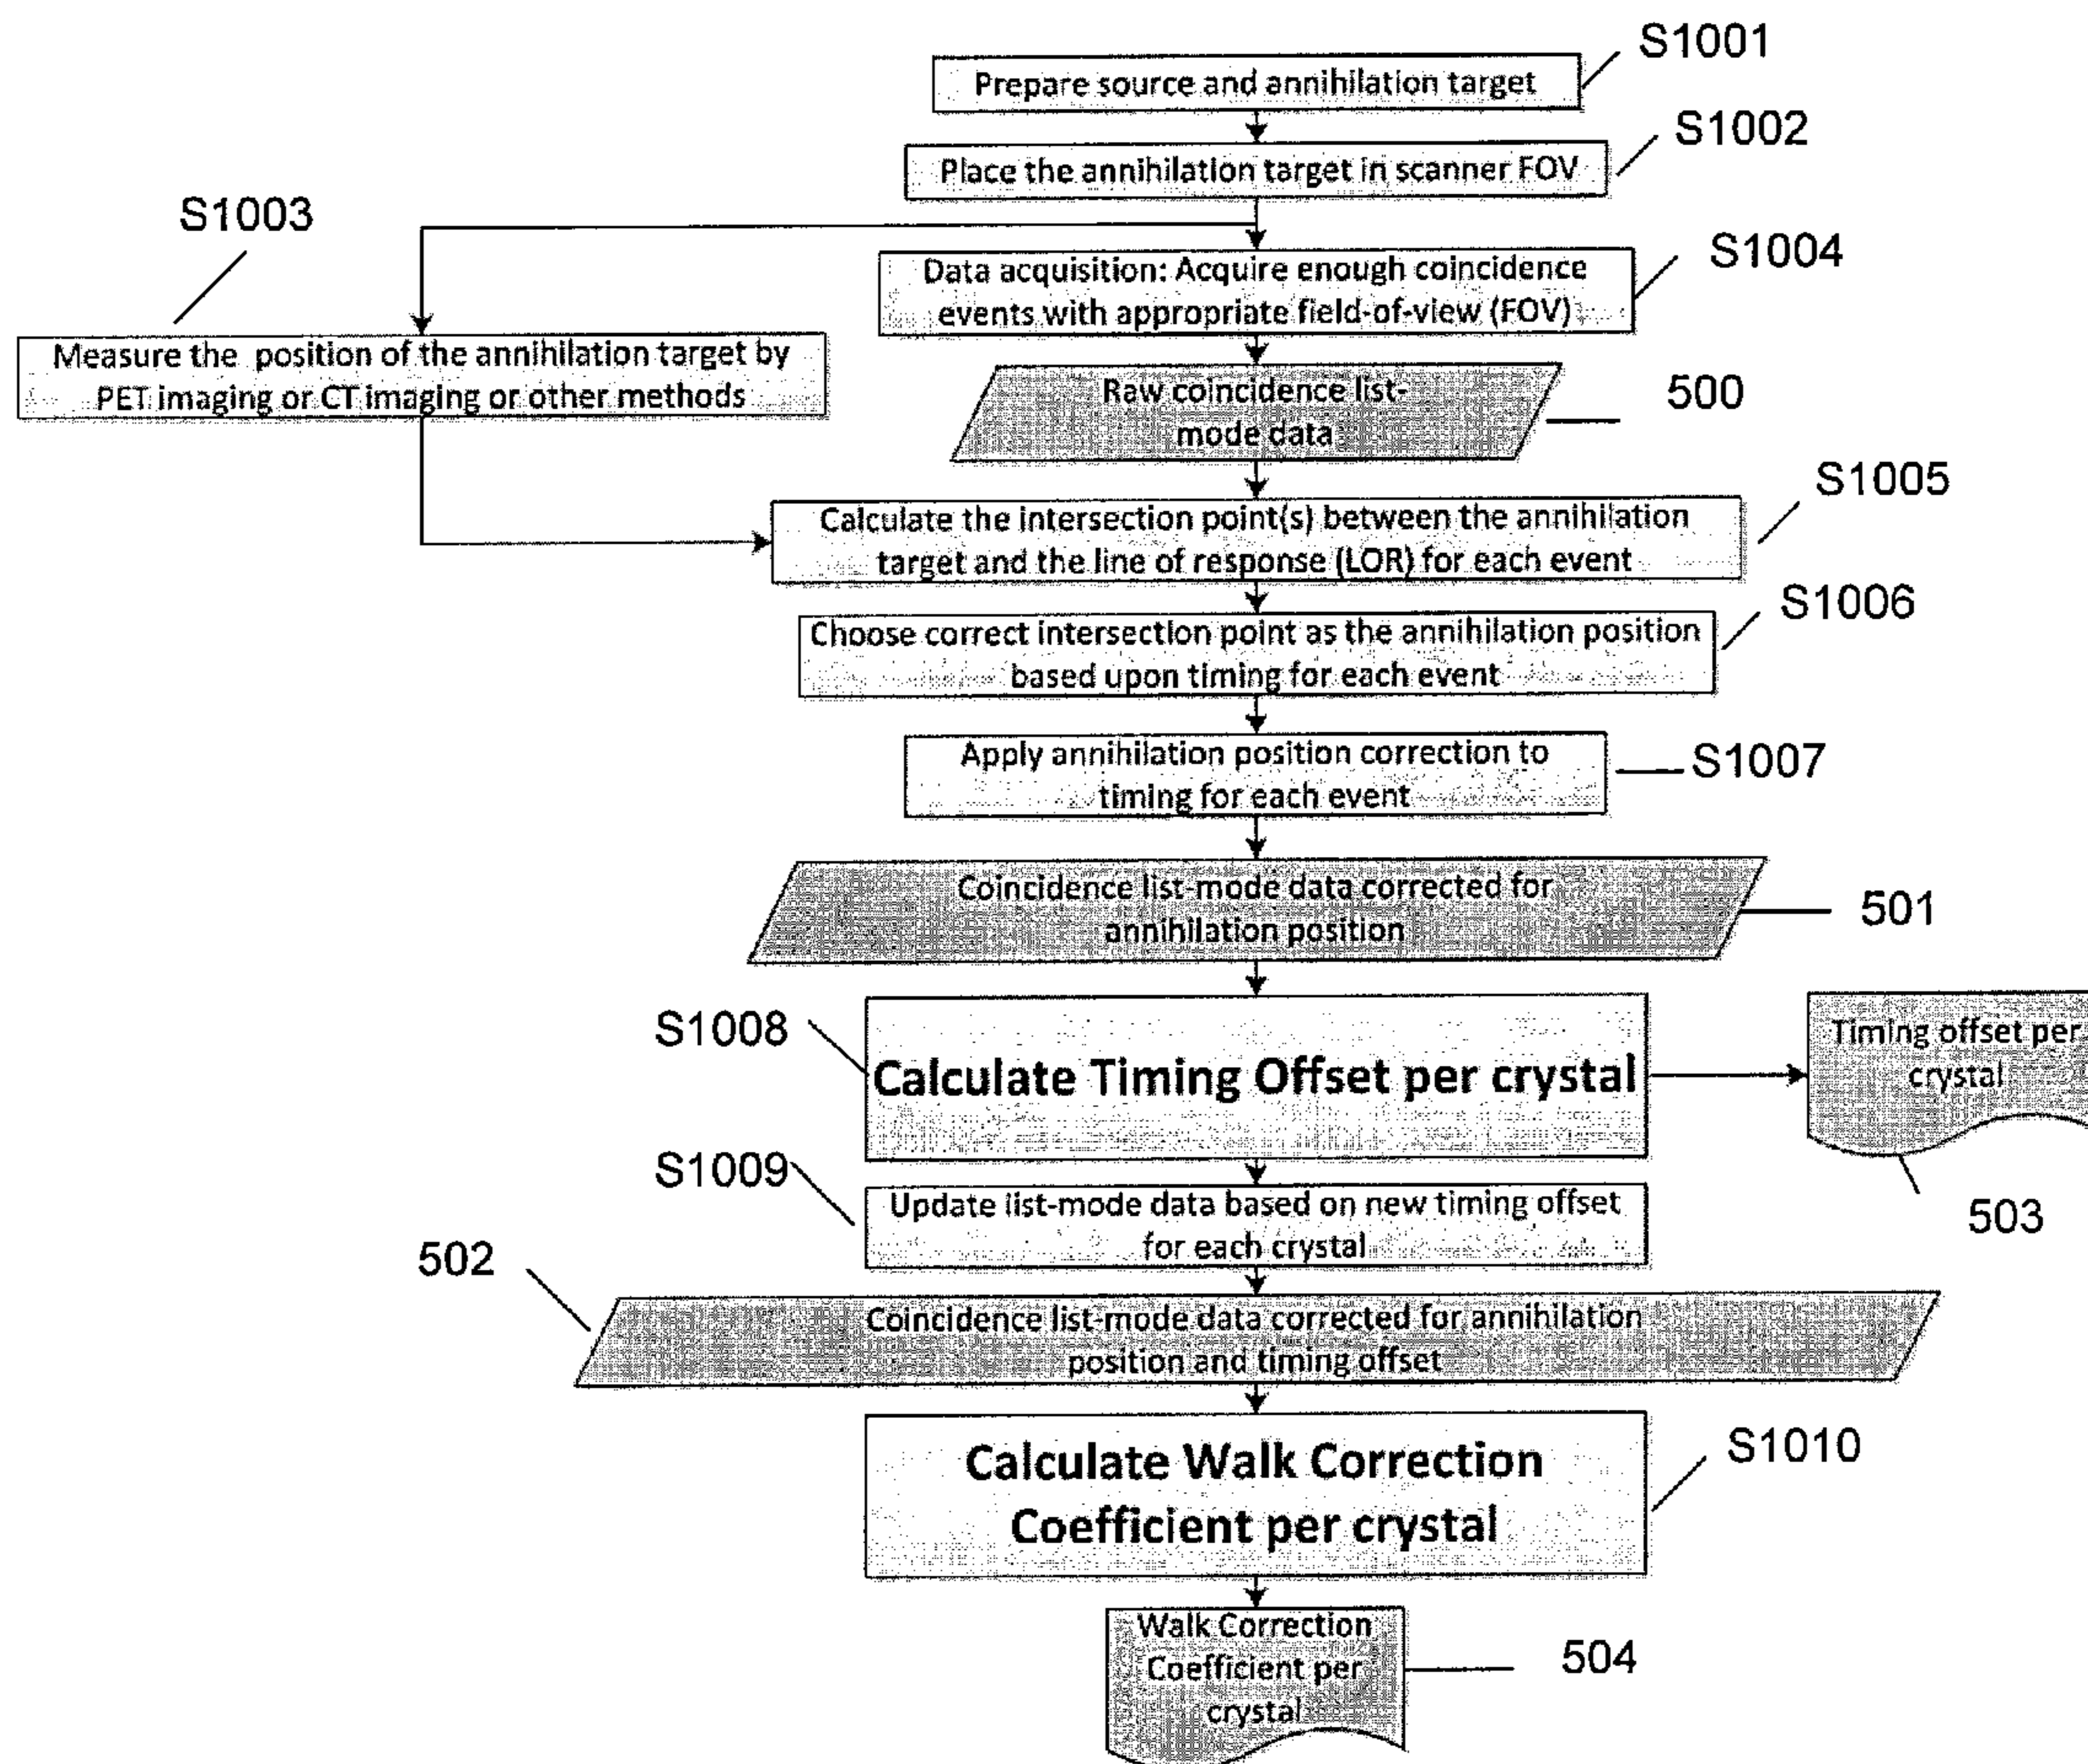 S1001
Prepare source and annihilation target
S1002
Place the annihilation target in scanner FOV
S1003
S1004
Data acquisition: Acquire enough coincidence
events with appropriate field-of-view (FOV)
Measure the position of the annihilation target by
PET imaging or CT imaging or other methods
Raw coincidence list-
mode data
500
S1005
Calculate the intersection point(s) between the annihilation
target and the line of response (LOR) for each event
S1006
Choose correct intersection point as the annihilation position
based upon timing for each event
Apply annihilation position correction to
timing for each event
S1007
Coincidence list-mode data corrected for
annihilation position
501
S1008
Calculate Timing Offset per crystal
Timing offset per
crystal
503
S1009
Update list-mode data based on new timing offset
for each crystal
502
Coincidence list-mode data corrected for annihilation
position and timing offset
Calculate Walk Correction
Coefficient per crystal
S1010
Walk Correction
Coefficient per
crystal
504